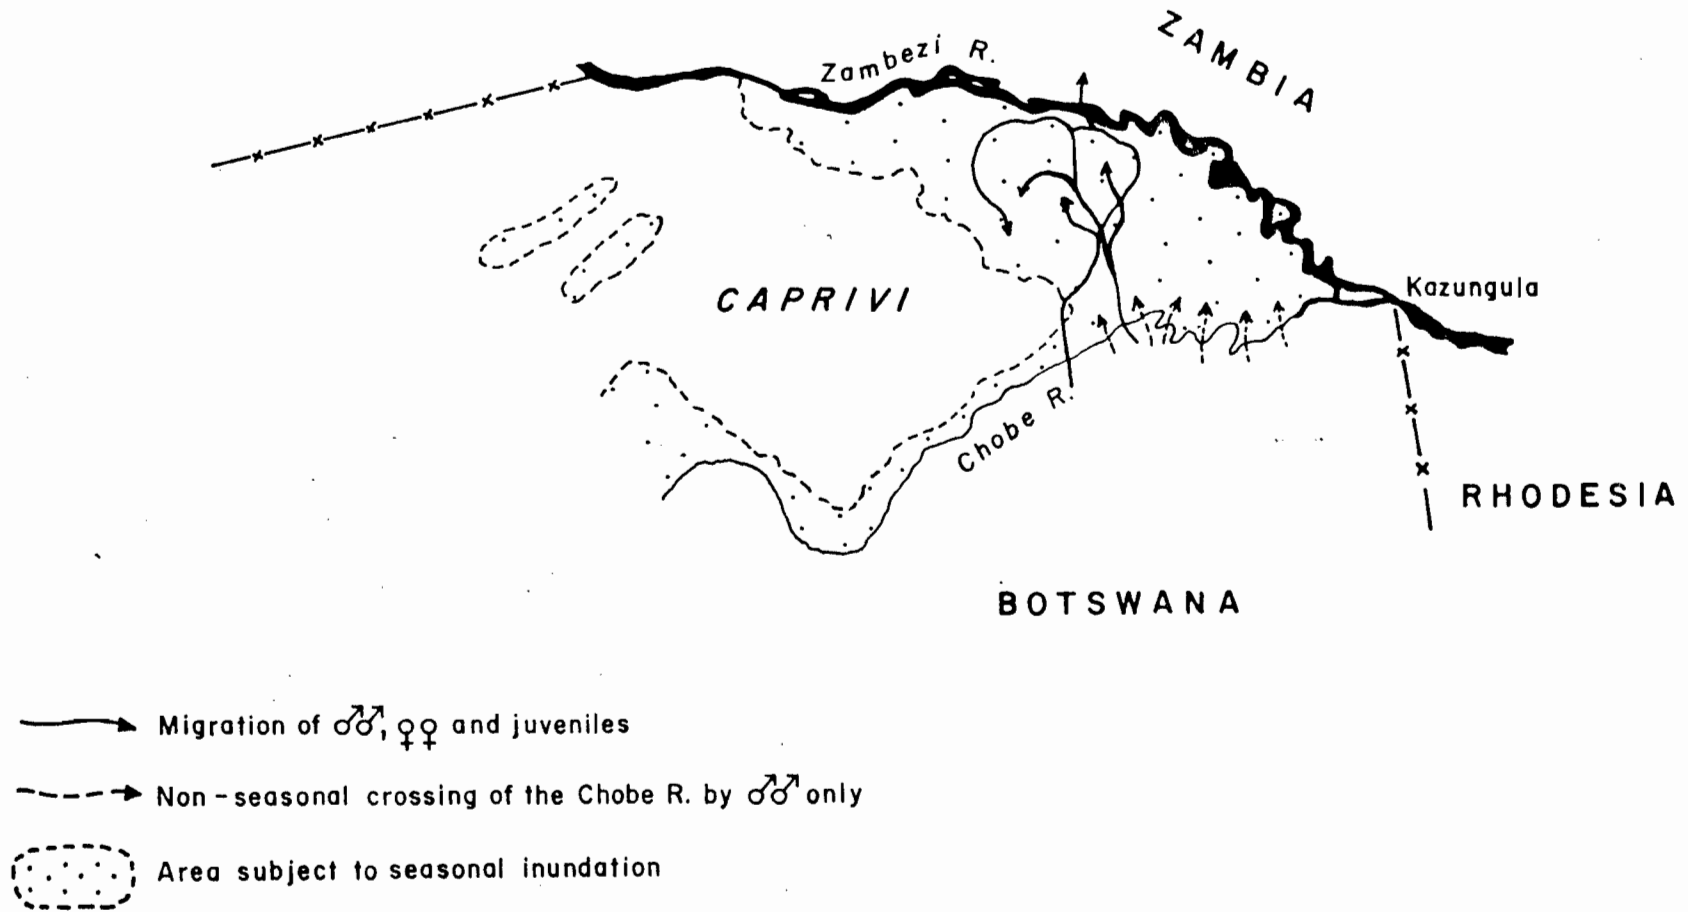 ZAMBIA
Zambezi R.
Kazungula
CAPRIVI
Chobe R.
RHODESIA
BOTSWANA
Migration of ♂♂, ♀♀ and juveniles
Non-seasonal crossing of the Chobe R. by ♂♂ only
Area subject to seasonal inundation